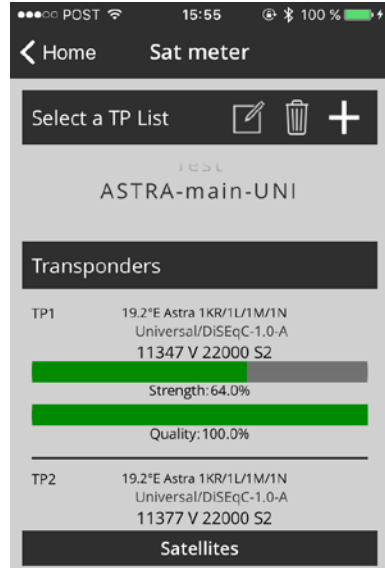 POST 15:55 100 %
Home Sat meter
Select a TP List
Test
ASTRA-main-UNI
Transponders
TP1 19.2°E Astra 1KR/1L/1M/1N
Universal/DiSEqC-1.0-A
11347 V 22000 S2
Strength:64.0%
Quality:100.0%
TP2 19.2°E Astra 1KR/1L/1M/1N
Universal/DiSEqC-1.0-A
11377 V 22000 S2
Satellites